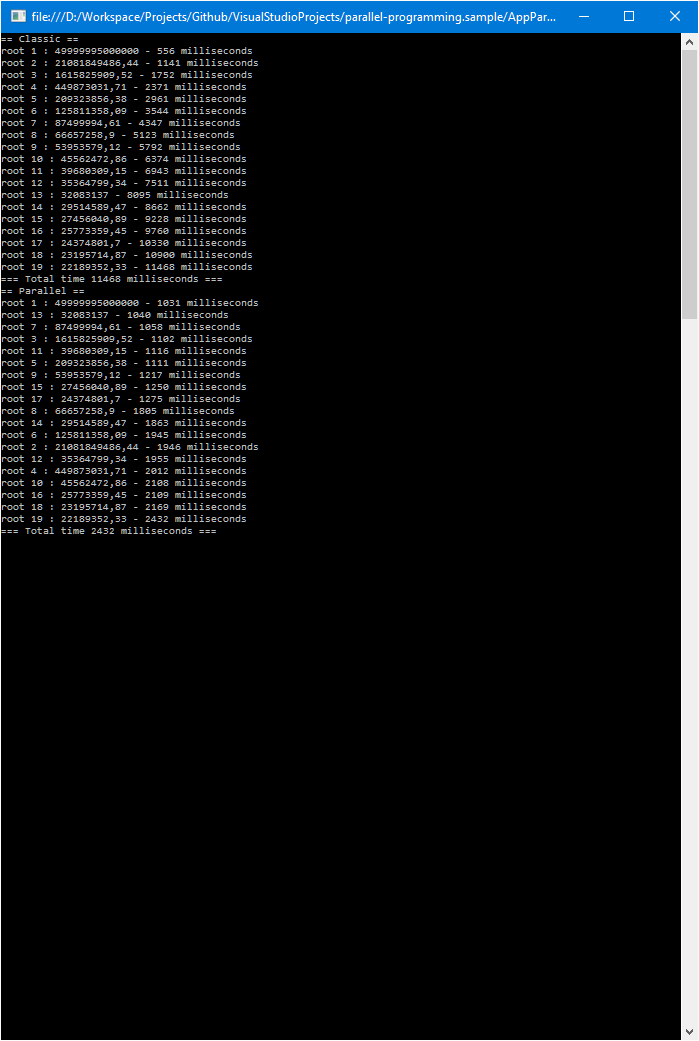 file:///D:/Workspace/Projects/Github/VisualStudioProjects/parallel-programming.sample/AppPar...
== Classic ==
root 1 : 49999995000000 - 556 milliseconds
root 2 : 21081849486,44 - 1141 milliseconds
root 3 : 1615825909,52 - 1752 milliseconds
root 4 : 449873031,71 - 2371 milliseconds
root 5 : 209323856,38 - 2961 milliseconds
root 6 : 125811358,09 - 3544 milliseconds
root 7 : 87499994,61 - 4347 milliseconds
root 8 : 66657258,9 - 5123 milliseconds
root 9 : 53953579,12 - 5792 milliseconds
root 10 : 45562472,86 - 6374 milliseconds
root 11 : 39680309,15 - 6943 milliseconds
root 12 : 35364799,34 - 7511 milliseconds
root 13 : 32083137 - 8095 milliseconds
root 14 : 29514589,47 - 8662 milliseconds
root 15 : 27456040,89 - 9228 milliseconds
root 16 : 25773359,45 - 9760 milliseconds
root 17 : 24374801,7 - 10330 milliseconds
root 18 : 23195714,87 - 10900 milliseconds
root 19 : 22189352,33 - 11468 milliseconds
=== Total time 11468 milliseconds ===
== Parallel ==
root 1 : 49999995000000 - 1031 milliseconds
root 13 : 32083137 - 1040 milliseconds
root 7 : 87499994,61 - 1058 milliseconds
root 3 : 1615825909,52 - 1102 milliseconds
root 11 : 39680309,15 - 1116 milliseconds
root 5 : 209323856,38 - 1111 milliseconds
root 9 : 53953579,12 - 1217 milliseconds
root 15 : 27456040,89 - 1250 milliseconds
root 17 : 24374801,7 - 1275 milliseconds
root 8 : 66657258,9 - 1805 milliseconds
root 14 : 29514589,47 - 1863 milliseconds
root 6 : 125811358,09 - 1945 milliseconds
root 2 : 21081849486,44 - 1946 milliseconds
root 12 : 35364799,34 - 1955 milliseconds
root 4 : 449873031,71 - 2012 milliseconds
root 10 : 45562472,86 - 2108 milliseconds
root 16 : 25773359,45 - 2109 milliseconds
root 18 : 23195714,87 - 2169 milliseconds
root 19 : 22189352,33 - 2432 milliseconds
=== Total time 2432 milliseconds ===